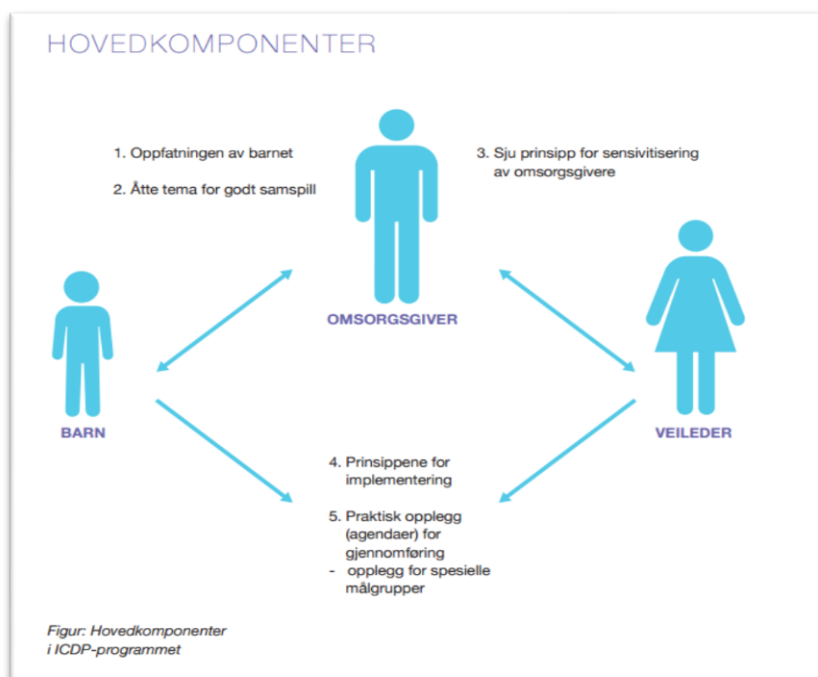 HOVEDKOMPONENTER
1. Oppfatningen av barnet
2. Åtte tema for godt samspill
3. Sju prinsipp for sensivitisering
av omsorgsgivere
OMSORGSGIVER
BARN
VEILEDER
4. Prinsippene for
implementering
5. Praktisk opplegg
(agendaer) for
gjennomføring
- opplegg for spesielle
målgrupper
Figur: Hovedkomponenter
i ICDP-programmet